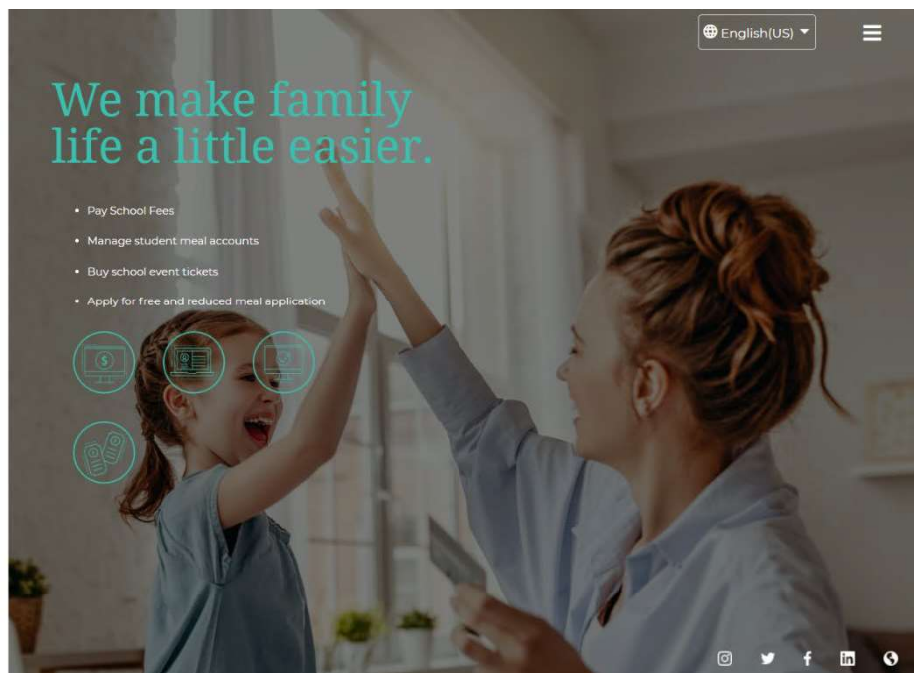 English(US)
We make family
life a little easier.
• Pay School Fees
• Manage student meal accounts
• Buy school event tickets
• Apply for free and reduced meal application